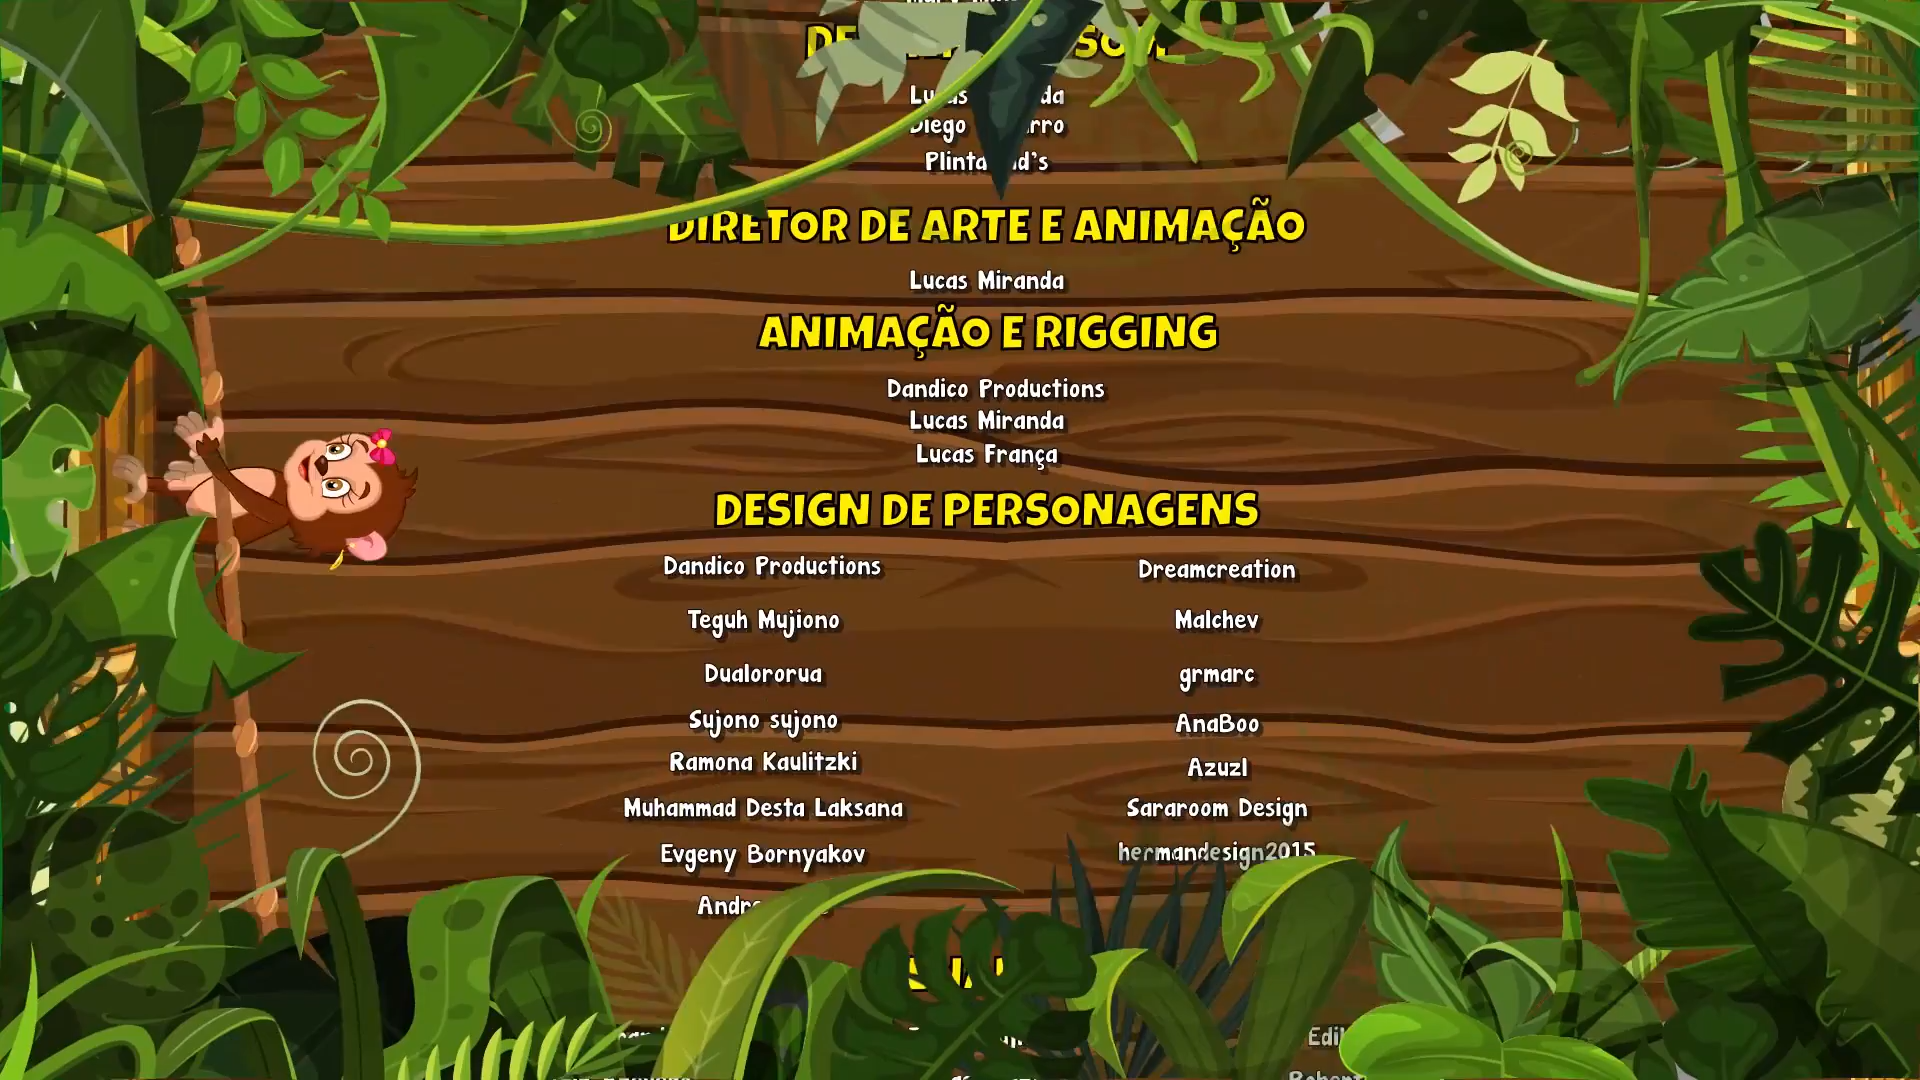 DIRETOR DE ARTE E ANIMAÇÃO
Lucas Miranda
ANIMAÇÃO E RIGGING
Dandico Productions
Lucas Miranda
Lucas França
DESIGN DE PERSONAGENS
Dandico Productions
Teguh Mujiono
Dualororua
Sujono sujono
Ramona Kaulitzki
Muhammad Desta Laksana
Evgeny Bornyakov
Dreamcreation
Malchev
grmarc
AnaBoo
Azuzl
Sararoom Design
hermandesign2015